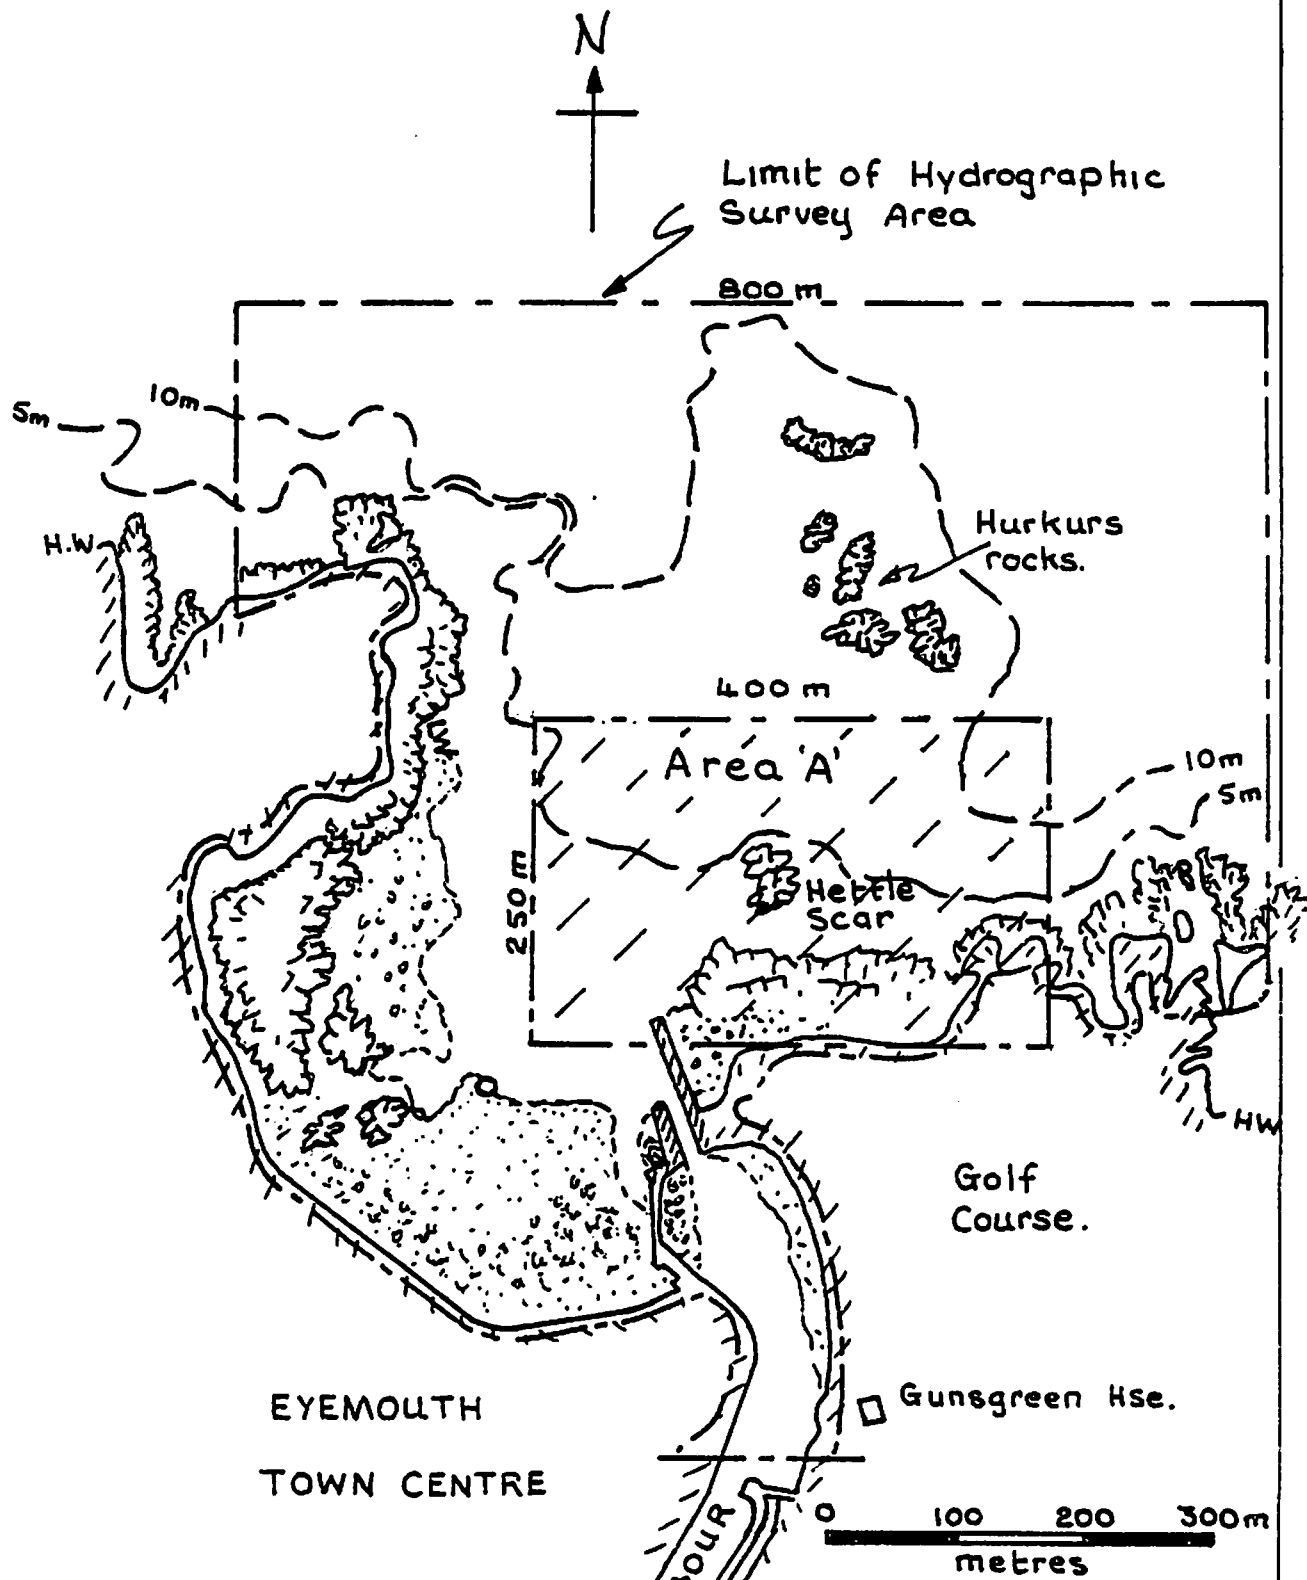 N
Limit of Hydrographic
Survey Area
800 m
10m
5m
H.W
Hurkurs
rocks.
400 m
Area 'A'
10m
5m
250 m
Hettle
Scar
HW
Golf
Course.
EYEMOUTH
TOWN CENTRE
Gunsgreen Hse.
0 100 200 300m
metres